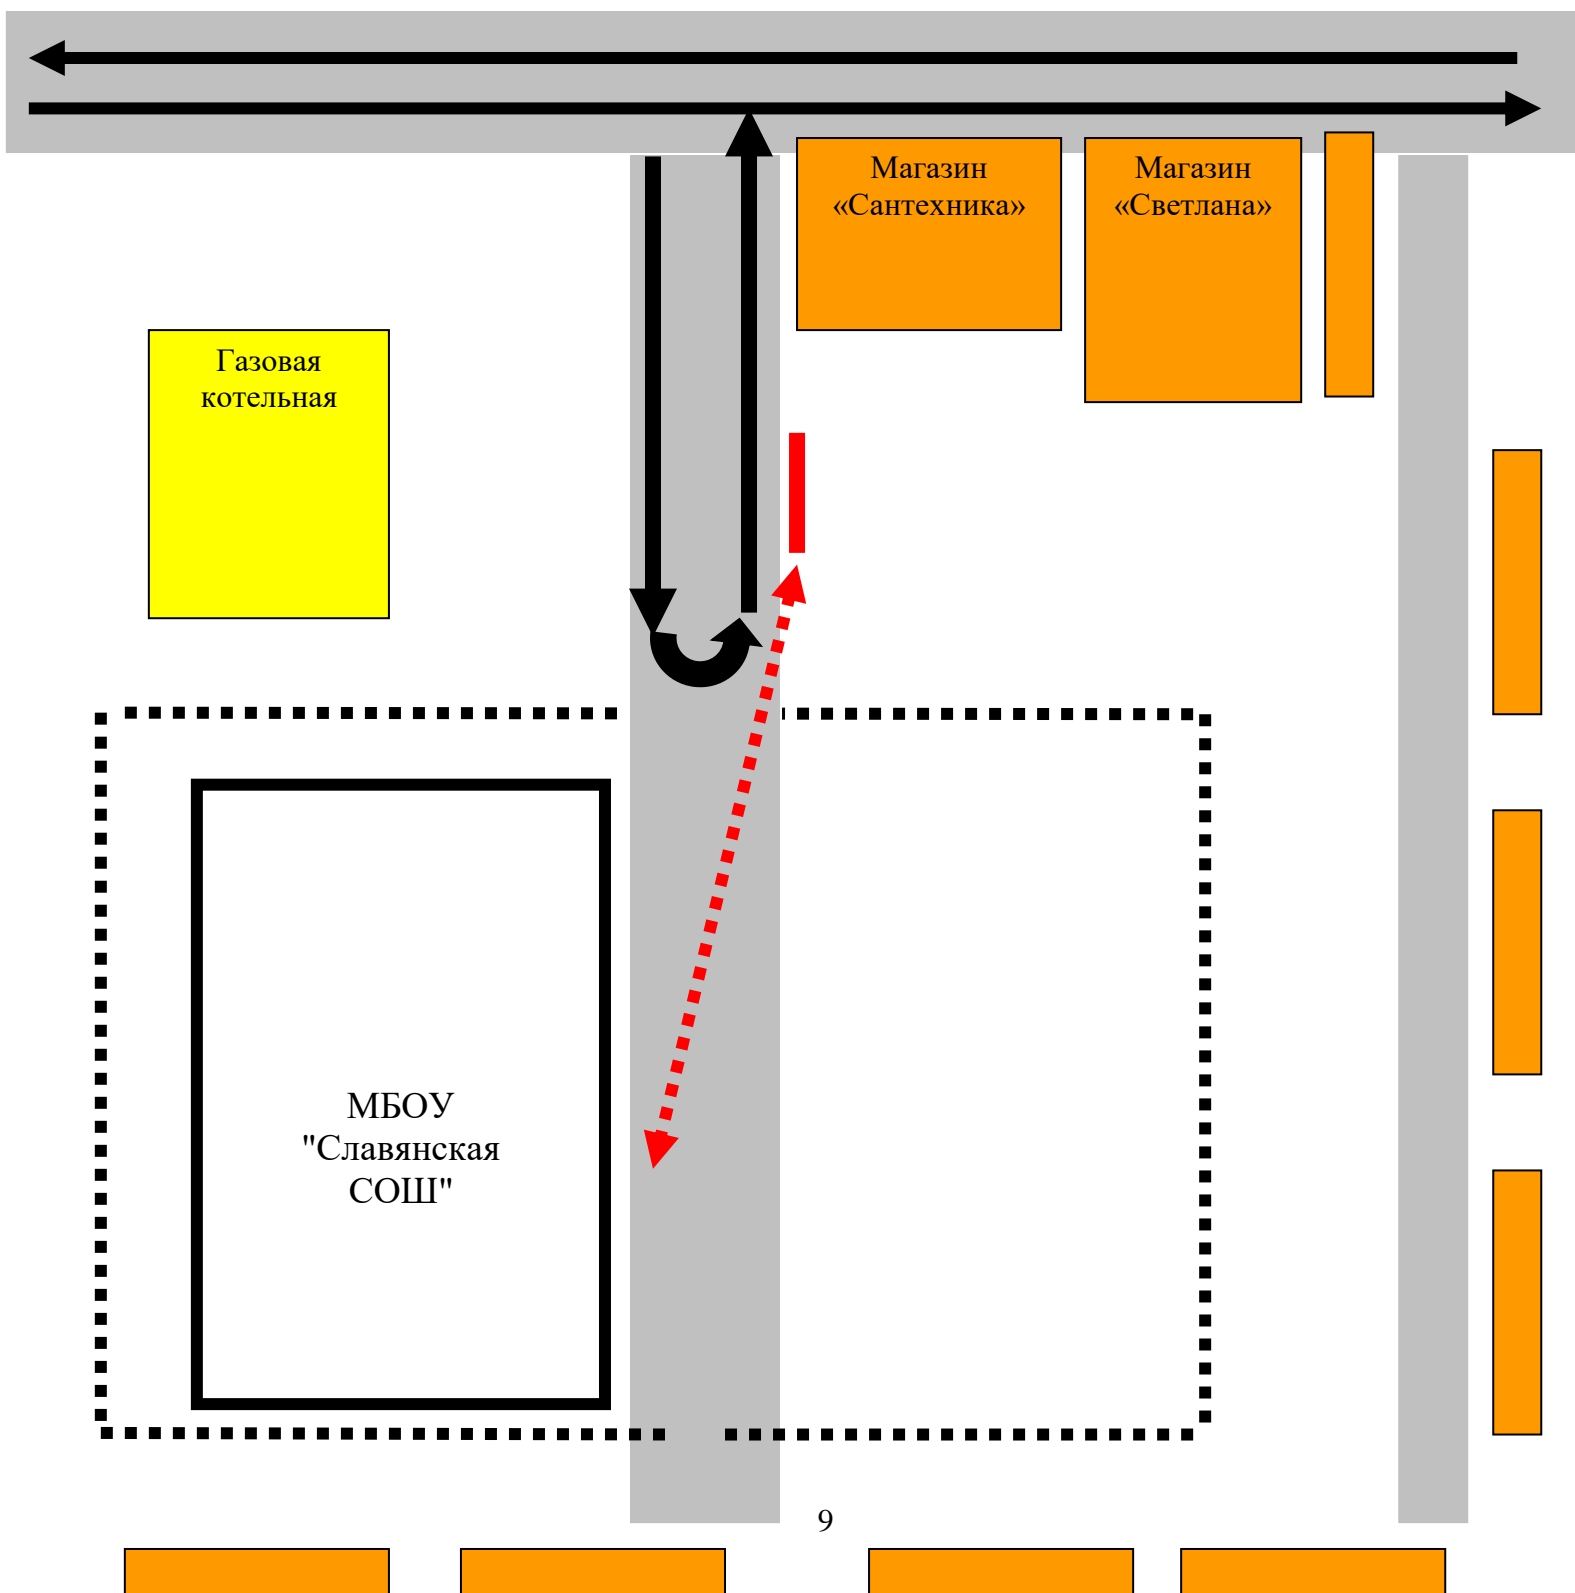 Магазин
«Сантехника»
Магазин
«Светлана»
Газовая
котельная
МБОУ
"Славянская
СОШ"
9